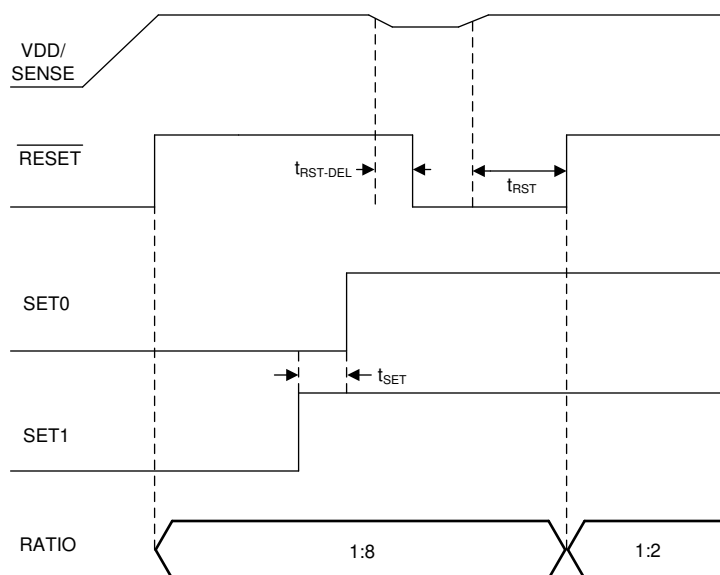 VDD/
SENSE
RESET
tRST-DEL
tRST
SET0
tSET
SET1
RATIO
1:8
1:2